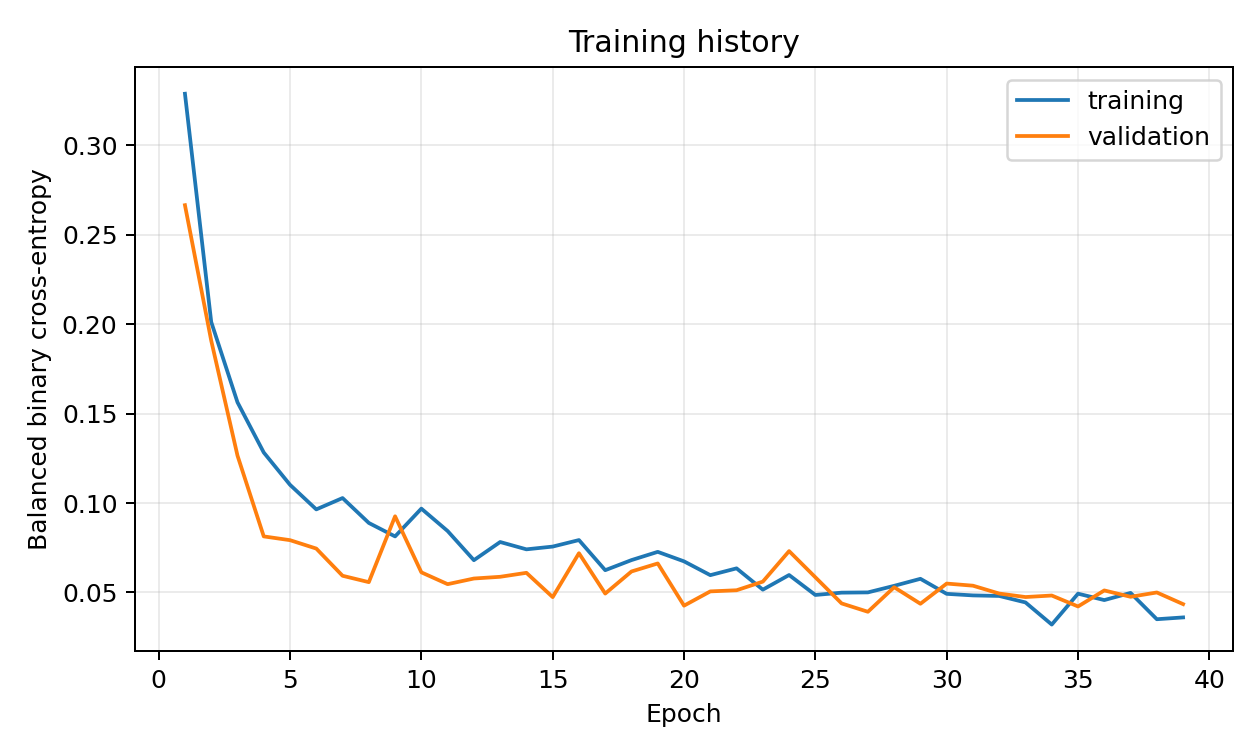 Training history
training
validation
Balanced binary cross-entropy
0.30
0.25
0.20
0.15
0.10
0.05
0 5 10 15 20 25 30 35 40
Epoch